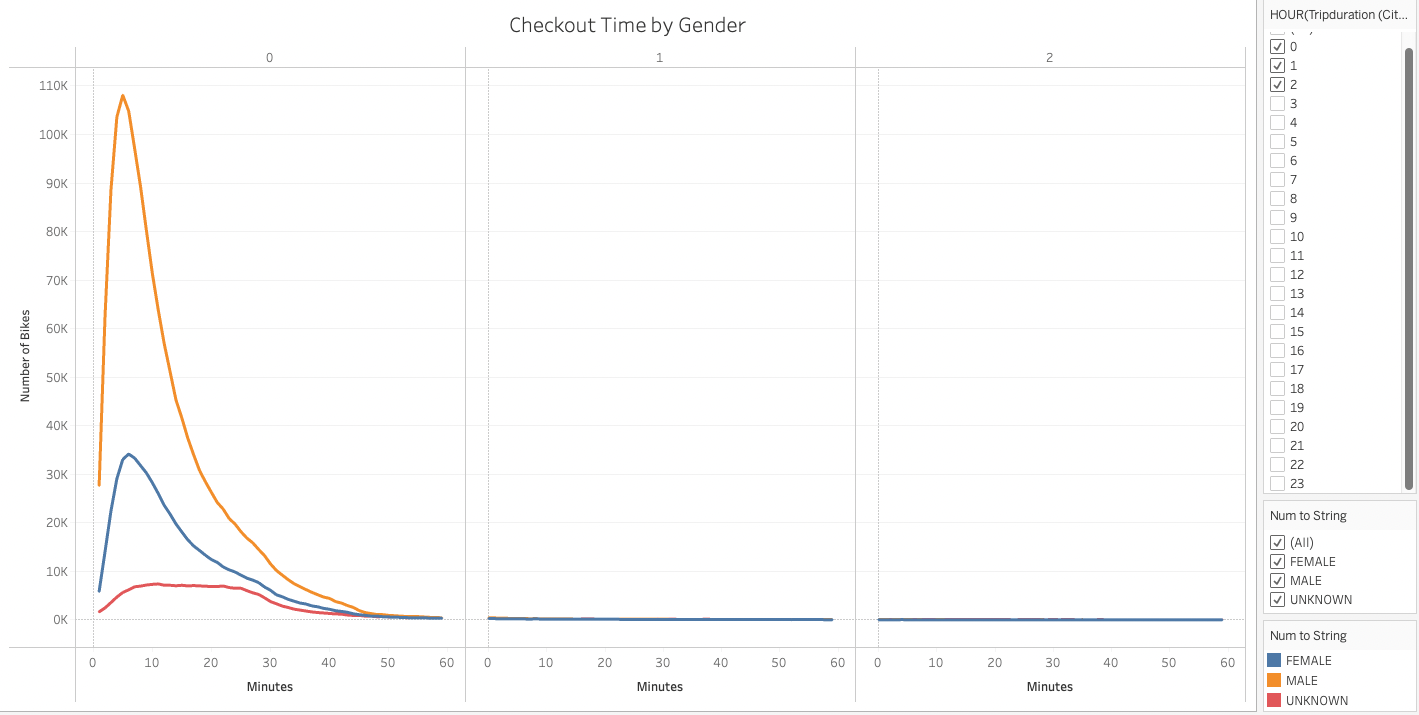 Checkout Time by Gender
0 1 2
110K
100K
90K
80K
70K
60K
50K
40K
30K
20K
10K
0K
Number of Bikes
0 10 20 30 40 50 60 0 10 20 30 40 50 60 0 10 20 30 40 50 60
Minutes Minutes Minutes
HOUR(Tripduration (Cit...
0
1
2
3
4
5
6
7
8
9
10
11
12
13
14
15
16
17
18
19
20
21
22
23
Num to String
(All)
FEMALE
MALE
UNKNOWN
Num to String
FEMALE
MALE
UNKNOWN